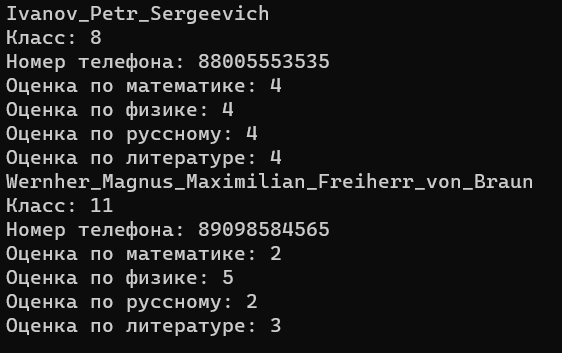 Ivanov_Petr_Sergeevich
Класс: 8
Номер телефона: 88005553535
Оценка по математике: 4
Оценка по физике: 4
Оценка по руссному: 4
Оценка по литературе: 4
Wernher_Magnus_Maximilian_Freiherr_von_Braun
Класс: 11
Номер телефона: 89098584565
Оценка по математике: 2
Оценка по физике: 5
Оценка по руссному: 2
Оценка по литературе: 3